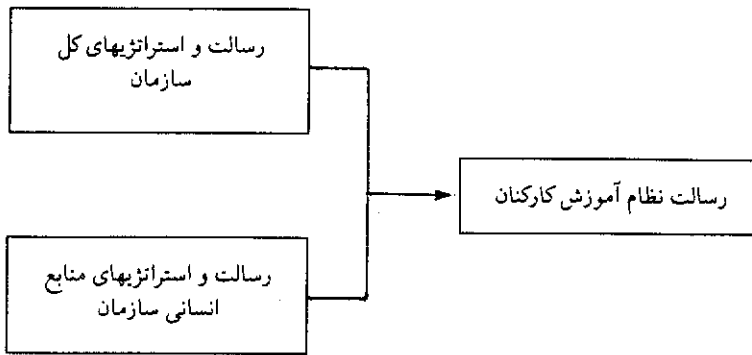 رسالت و استراتژیهای کل
سازمان
رسالت نظام آموزش کارکنان
رسالت و استراتژیهای منابع
انسانی سازمان